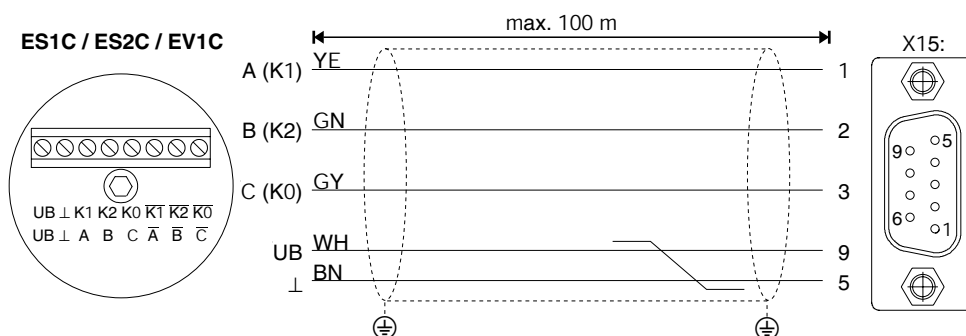 max. 100 m
ES1C / ES2C / EV1C
X15:
A (K1) YE 1
B (K2) GN 2
C (K0) GY 3
UB WH 9
⊥ BN 5
UB ⊥ K1 K2 K0 K̅1̅ K̅2̅ K̅0̅
UB ⊥ A B C A̅ B̅ C̅
5
9
6
1